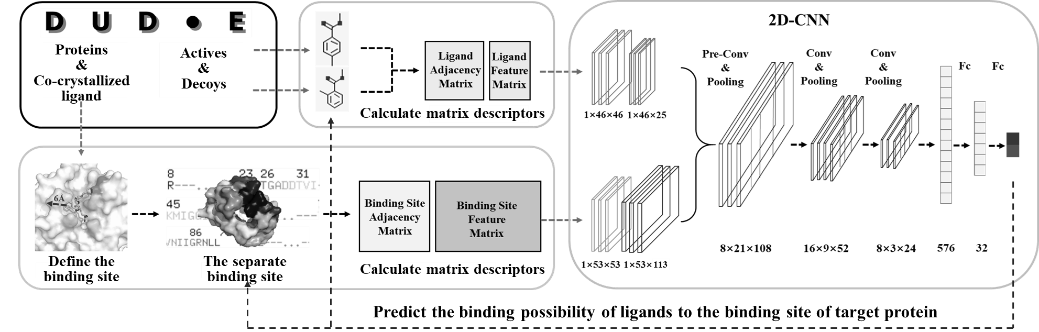 DUD•E
Proteins
&
Co-crystallized
ligand
Actives
&
Decoys
Ligand
Adjacency
Matrix
Ligand
Feature
Matrix
Calculate matrix descriptors
6Å
Define the
binding site
8 23 26 31
R---- TGADDTVI
45
KMIGG
86
VNIIGRNLL
The separate
binding site
Binding Site
Adjacency
Matrix
Binding Site
Feature
Matrix
Calculate matrix descriptors
2D-CNN
1×46×46 1×46×25
1×53×53 1×53×113
Pre-Conv
&
Pooling
Conv
&
Pooling
Conv
&
Pooling
Fc Fc
8×21×108 16×9×52 8×3×24 576 32
Predict the binding possibility of ligands to the binding site of target protein